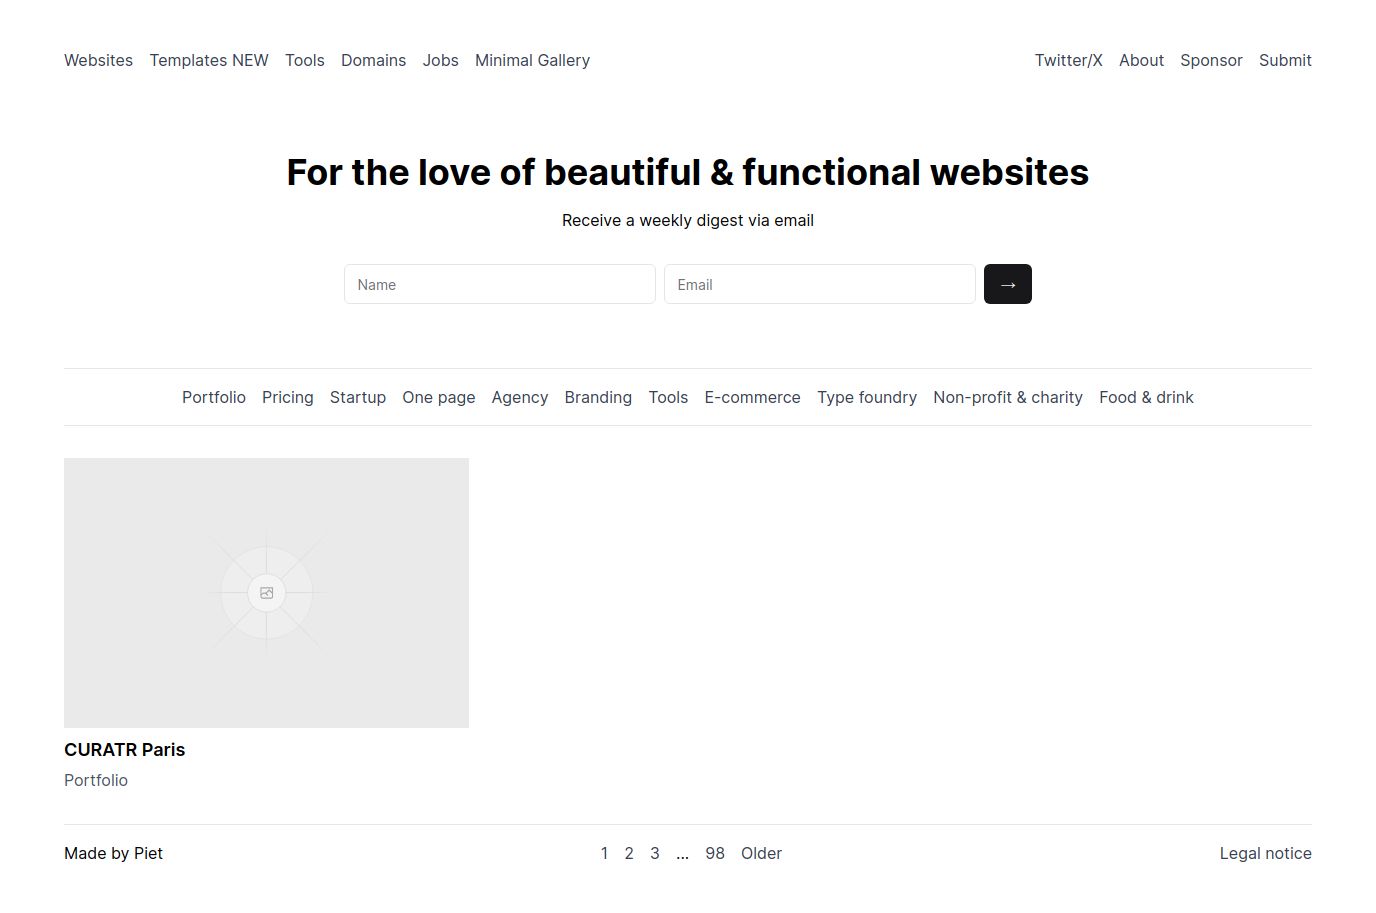 Websites Templates NEW Tools Domains Jobs Minimal Gallery Twitter/X About Sponsor Submit
For the love of beautiful & functional websites
Receive a weekly digest via email
Name Email →
Portfolio Pricing Startup One page Agency Branding Tools E-commerce Type foundry Non-profit & charity Food & drink
CURATR Paris
Portfolio
Made by Piet 1 2 3 ... 98 Older Legal notice